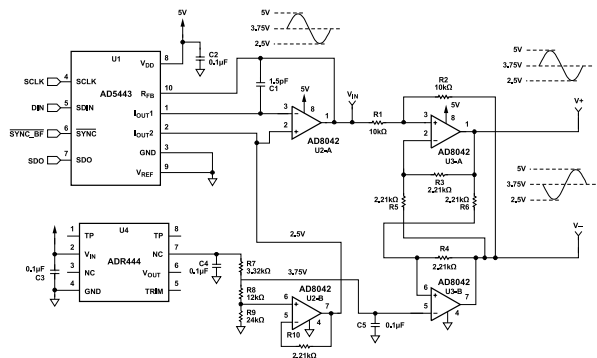 5V
3.75V
2.5V
5V
U1
AD5443
8
VDD
C2
0.1µF
SCLK 4 SCLK
DIN 5 SDIN
SYNC_BF 6 SYNC
SDO 7 SDO
RFB 10
IOUT1 1
IOUT2 2
GND 3
VREF 9
1.5pF
C1
5V
3
2
8
1
4
AD8042
U2-A
VIN
R1
10kΩ
R2
10kΩ
5V
3
2
8
1
4
AD8042
U3-A
5V
3.75V
2.5V
V+
R3
2.21kΩ
2.21kΩ
R5
2.21kΩ
R6
5V
3.75V
2.5V
V–
R4
2.21kΩ
6
5
7
4
AD8042
U3-B
C5
0.1µF
U4
ADR444
1 TP
2 VIN
3 NC
4 GND
TP 8
NC 7
VOUT 6
TRIM 5
0.1µF
C3
C4
0.1µF
R7
3.32kΩ
3.75V
R8
12kΩ
R9
24kΩ
2.5V
AD8042
U2-B
6
5
7
4
R10
2.21kΩ